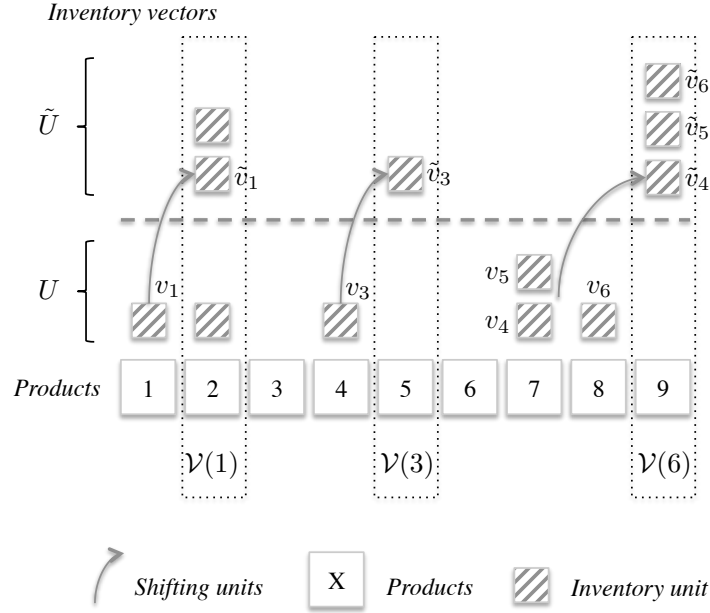 Inventory vectors
Ũ
ṽ₆
ṽ₅
ṽ₁ ṽ₃ ṽ₄
U
v₅
v₁ v₃ v₆
v₄
Products 1 2 3 4 5 6 7 8 9
𝒱(1) 𝒱(3) 𝒱(6)
Shifting units X Products Inventory unit